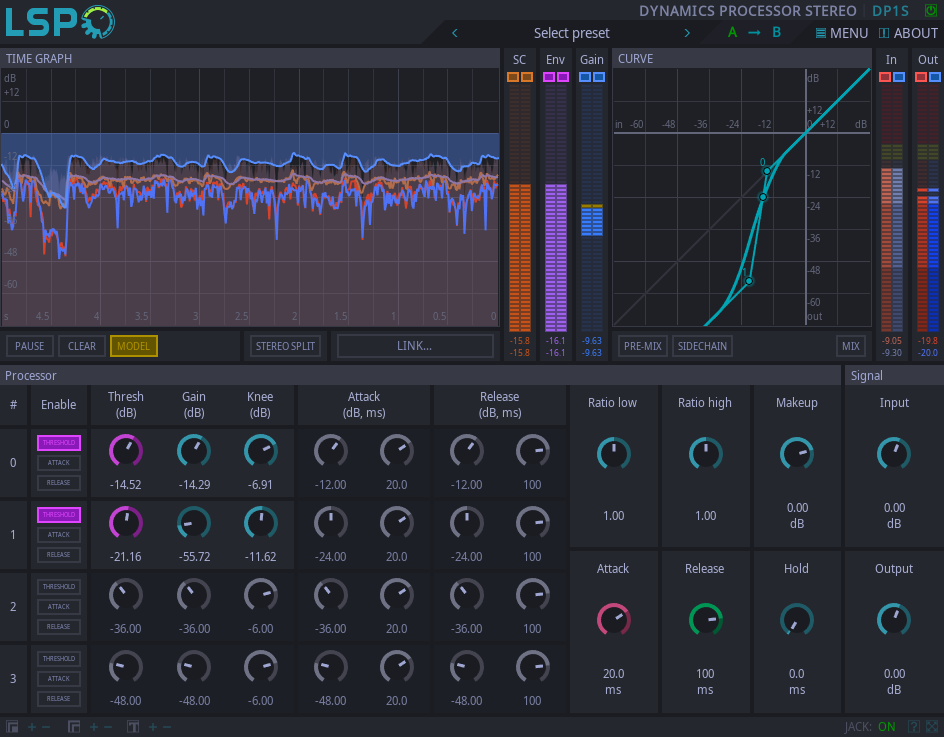 LSP
DYNAMICS PROCESSOR STEREO DP1S
Select preset A → B MENU ABOUT
TIME GRAPH
SC Env Gain
CURVE
In Out
dB
+12
0
-12
-48
-60
s 4.5 4 3.5 3 2.5 2 1.5 1 0.5 0
-15.8 -16.1 -9.63
-15.8 -16.1 -9.63
dB
+12
in -60 -48 -36 -24 -12 0 +12 dB
-12
-24
-36
-48
-60
out
0
1
-9.05 -19.8
-9.30 -20.0
PAUSE CLEAR MODEL STEREO SPLIT LINK...
PRE-MIX SIDECHAIN MIX
Processor
Signal
# Enable Thresh (dB) Gain (dB) Knee (dB) Attack (dB, ms) Release (dB, ms)
0 THRESHOLD ATTACK RELEASE -14.52 -14.29 -6.91 -12.00 20.0 -12.00 100
1 THRESHOLD ATTACK RELEASE -21.16 -55.72 -11.62 -24.00 20.0 -24.00 100
2 THRESHOLD ATTACK RELEASE -36.00 -36.00 -6.00 -36.00 20.0 -36.00 100
3 THRESHOLD ATTACK RELEASE -48.00 -48.00 -6.00 -48.00 20.0 -48.00 100
Ratio low Ratio high Makeup Input
1.00 1.00 0.00 dB 0.00 dB
Attack Release Hold Output
20.0 ms 100 ms 0.0 ms 0.00 dB
+ − + − T + −
JACK: ON ?